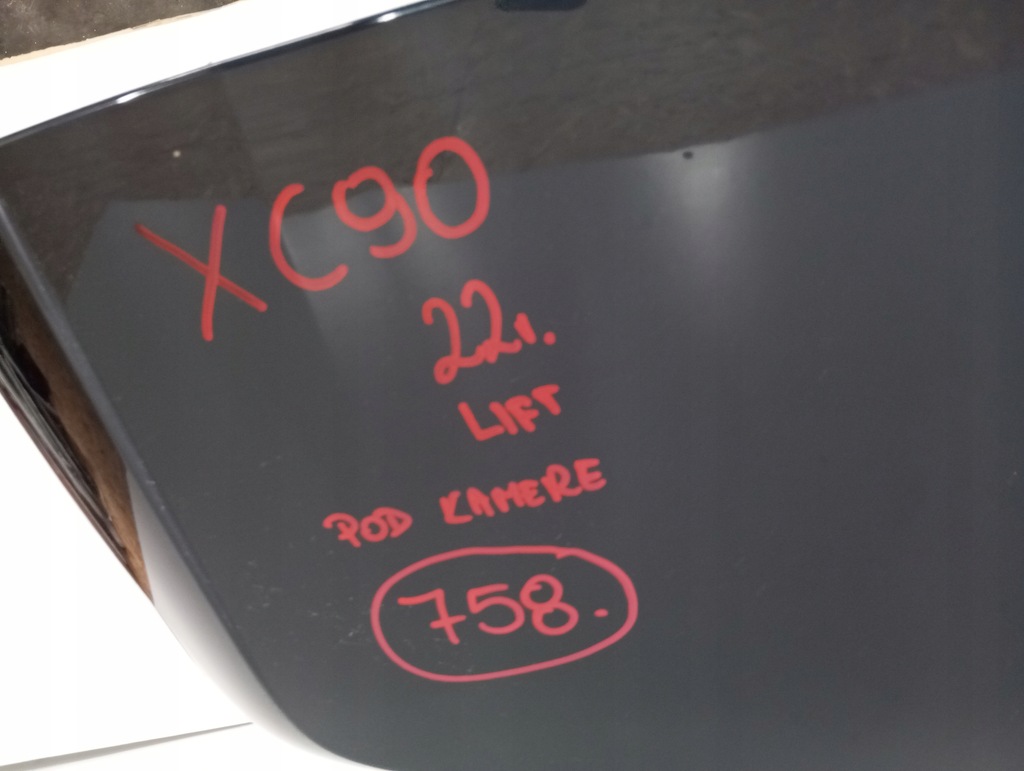 XC90
22r.
LIFT
POD KAMERE
758.